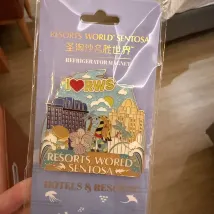 RESORTS WORLD SENTOSA
圣淘沙名胜世界
REFRIGERATOR MAGNET
I RWS
RESORTS WORLD
SENTOSA
HOTELS & RESORTS